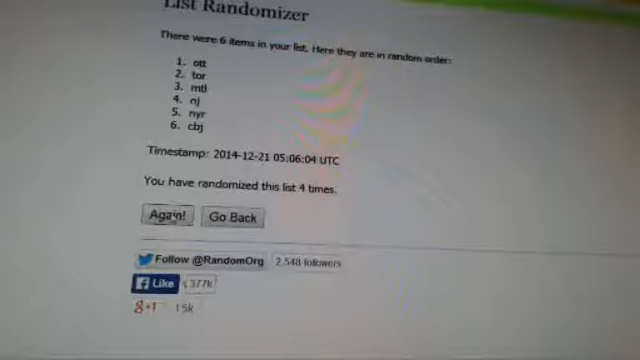 List Randomizer
There were 6 items in your list. Here they are in random order:
1. ott
2. tor
3. mtl
4. nj
5. nyr
6. cbj
Timestamp: 2014-12-21 05:06:04 UTC
You have randomized this list 4 times.
Again! Go Back
Follow @RandomOrg 2,548 followers
Like 377k
g+1 15k